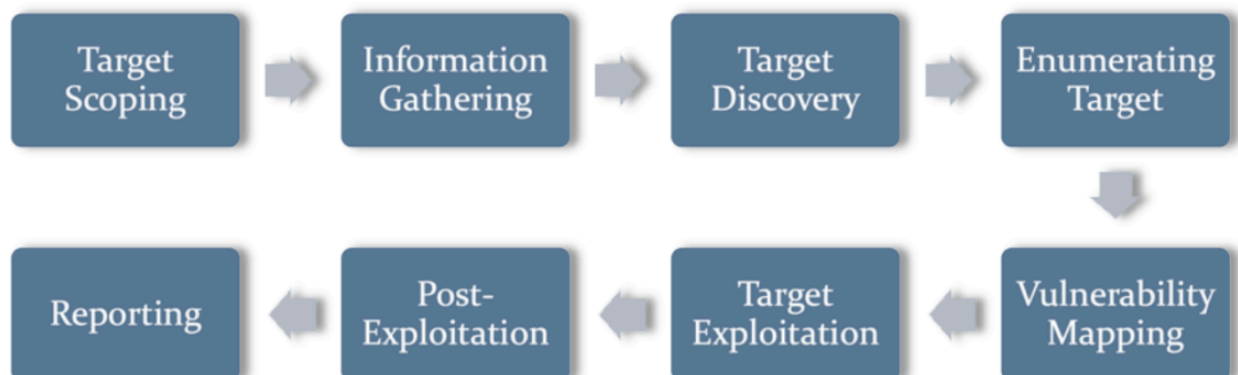 Target
Scoping
Information
Gathering
Target
Discovery
Enumerating
Target
Vulnerability
Mapping
Target
Exploitation
Post-
Exploitation
Reporting